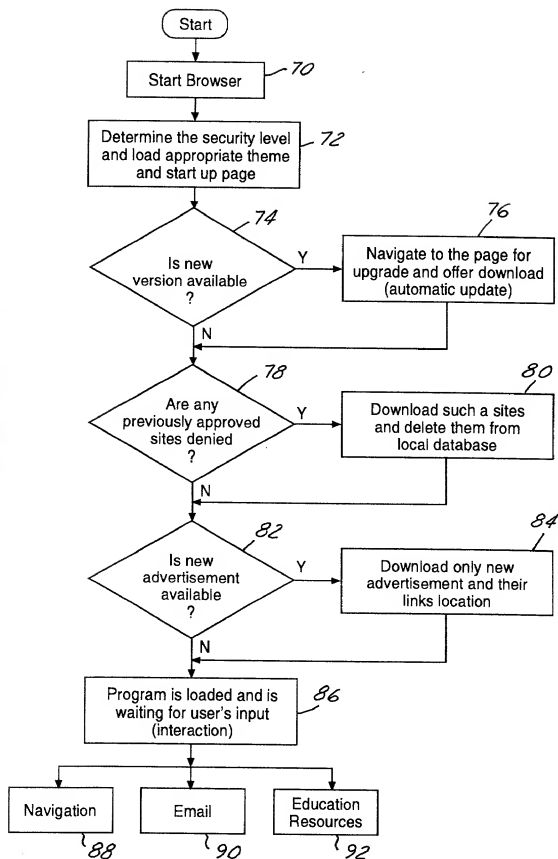 Start
Start Browser
70
Determine the security level
and load appropriate theme
and start up page
72
74
Is new
version available
?
Y
N
76
Navigate to the page for
upgrade and offer download
(automatic update)
78
Are any
previously approved
sites denied
?
Y
N
80
Download such a sites
and delete them from
local database
82
Is new
advertisement
available
?
Y
N
84
Download only new
advertisement and their
links location
Program is loaded and is
waiting for user's input
(interaction)
86
Navigation
88
Email
90
Education
Resources
92